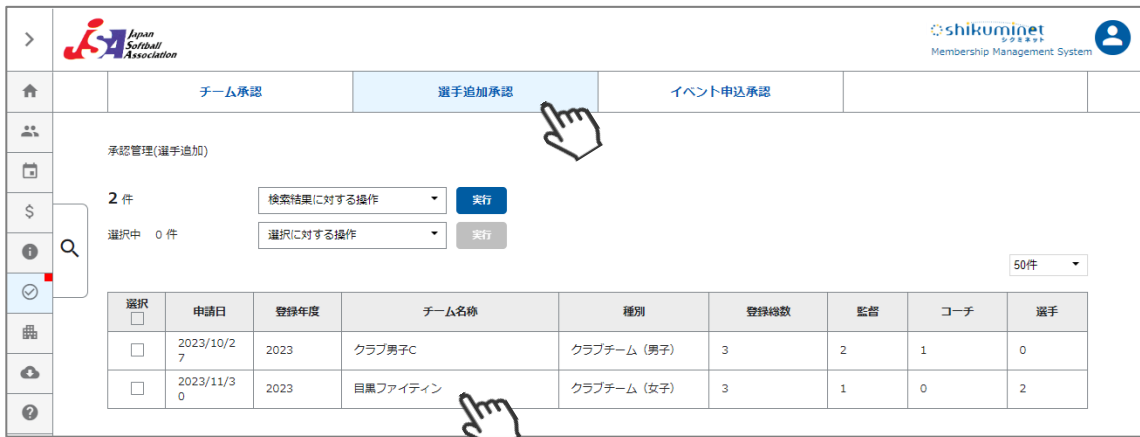 Japan
Softball
Association
shikuminet
シクミネット
Membership Management System
チーム承認 選手追加承認 イベント申込承認
承認管理(選手追加)
2 件 検索結果に対する操作 実行
選択中 0 件 選択に対する操作 実行
50件
選択 申請日 登録年度 チーム名称 種別 登録総数 監督 コーチ 選手
2023/10/2
7 2023 クラブ男子C クラブチーム（男子） 3 2 1 0
2023/11/3
0 2023 目黒ファイティン クラブチーム（女子） 3 1 0 2